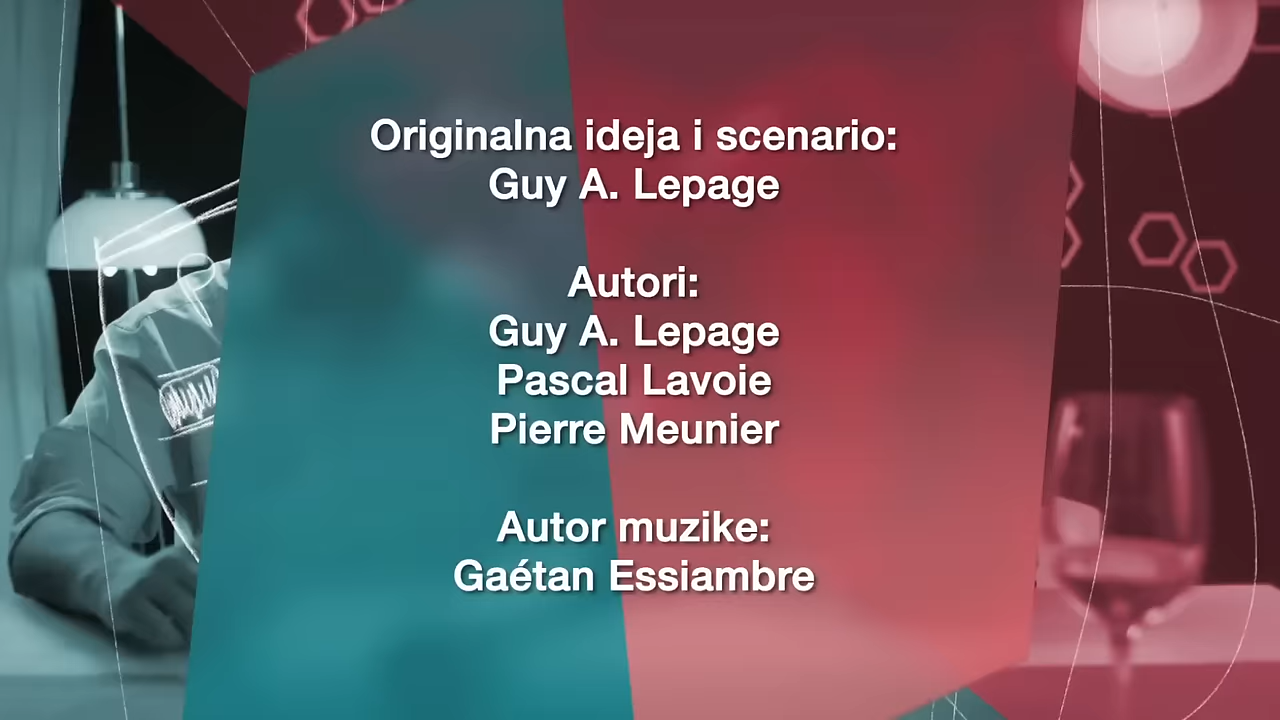 Originalna ideja i scenario:
Guy A. Lepage
Autori:
Guy A. Lepage
Pascal Lavoie
Pierre Meunier
Autor muzike:
Gaétan Essiambre